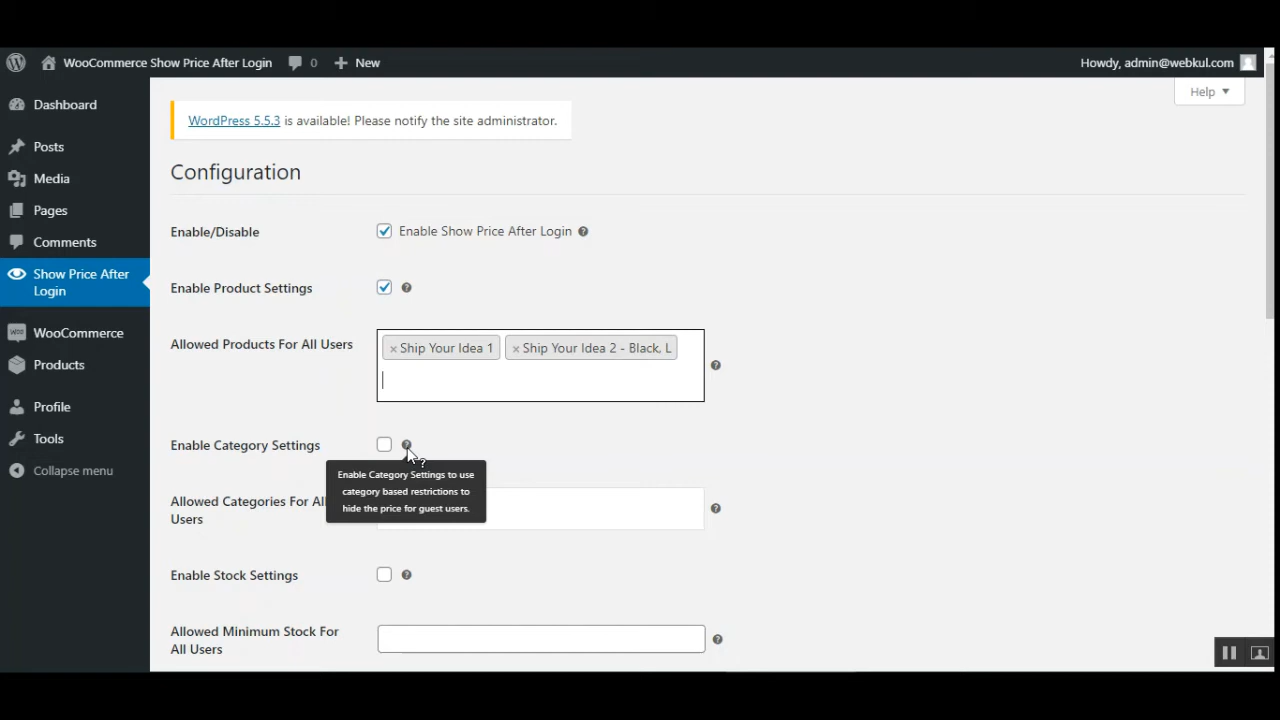 WooCommerce Show Price After Login 0 New Howdy, admin@webkul.com
Help
Dashboard
Posts
Media
Pages
Comments
Show Price After
Login
WooCommerce
Products
Profile
Tools
Collapse menu
WordPress 5.5.3 is available! Please notify the site administrator.
Configuration
Enable/Disable Enable Show Price After Login
Enable Product Settings
Allowed Products For All Users × Ship Your Idea 1 × Ship Your Idea 2 - Black, L
Enable Category Settings
Enable Category Settings to use
category based restrictions to
hide the price for guest users.
Allowed Categories For All
Users
Enable Stock Settings
Allowed Minimum Stock For
All Users